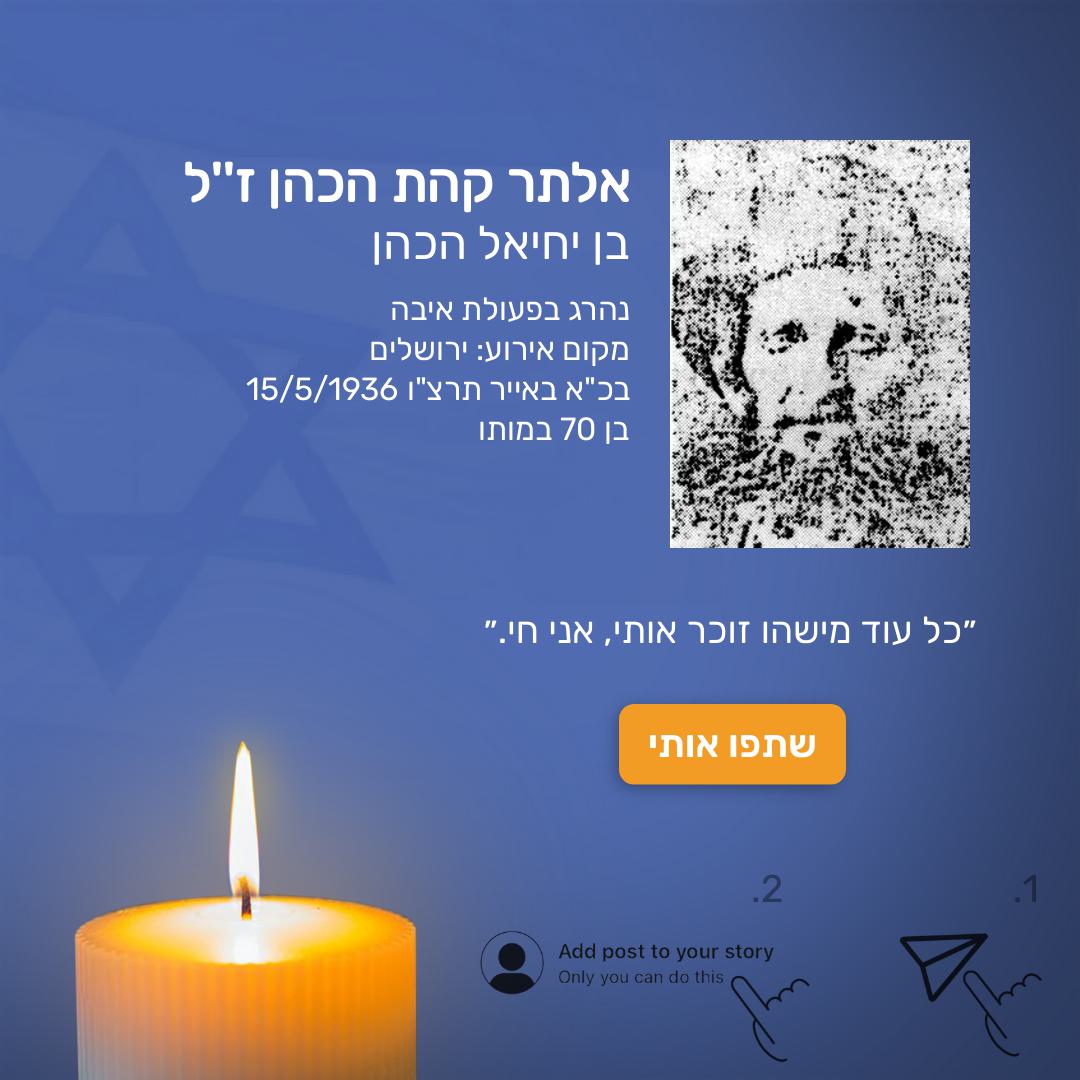 אלתר קהת הכהן ז"ל
בן יחיאל הכהן
נהרג בפעולת איבה
מקום אירוע: ירושלים
בכ"א באייר תרצ"ו 15/5/1936
בן 70 במותו
״כל עוד מישהו זוכר אותי, אני חי.״
שתפו אותי
1.
2.
Add post to your story
Only you can do this